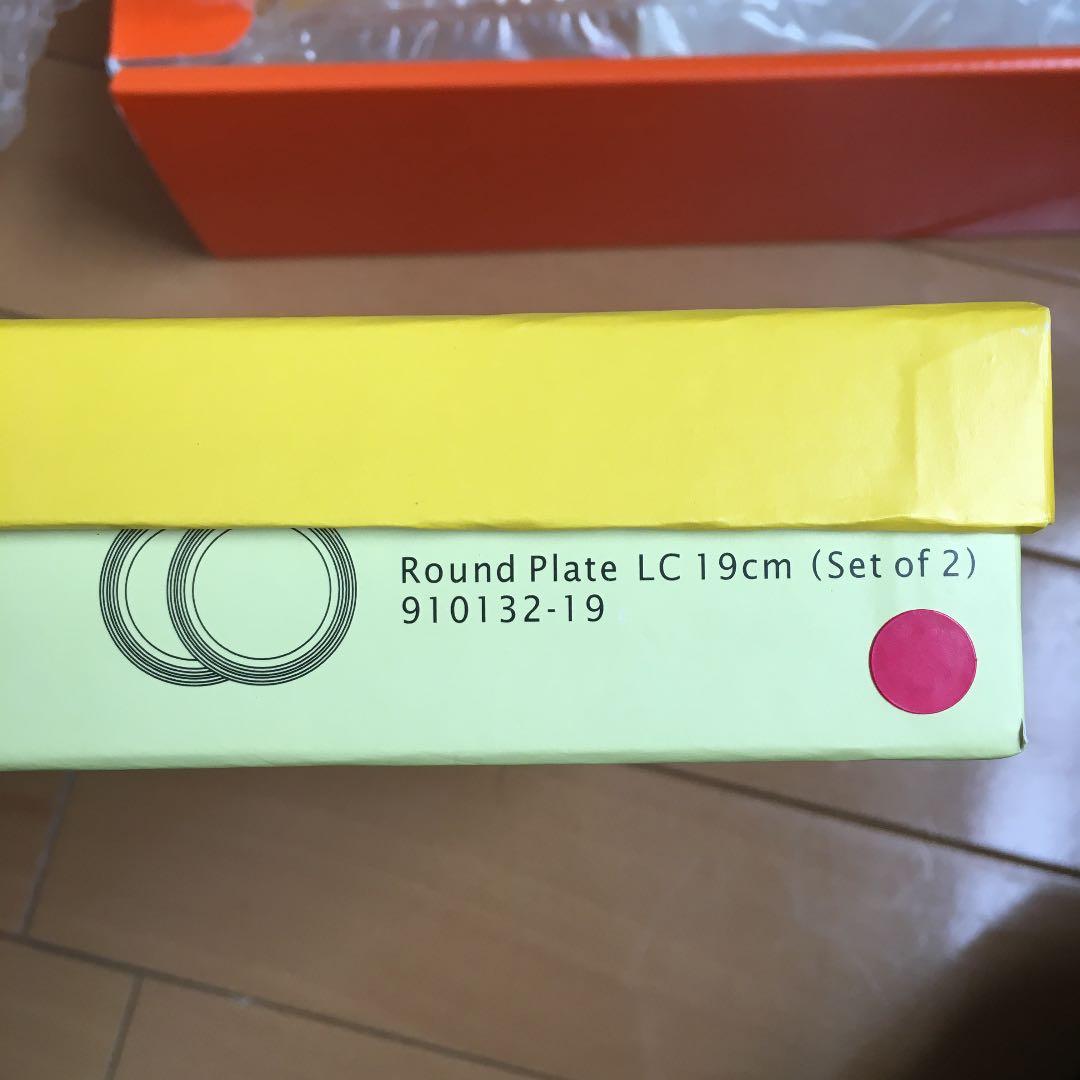 Round Plate LC 19cm (Set of 2)
910132-19